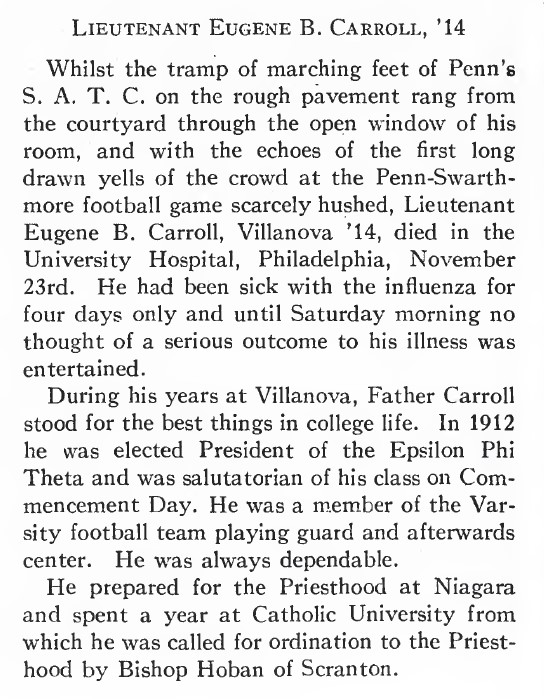 LIEUTENANT EUGENE B. CARROLL, '14
Whilst the tramp of marching feet of Penn's
S. A. T. C. on the rough pavement rang from
the courtyard through the open window of his
room, and with the echoes of the first long
drawn yells of the crowd at the Penn-Swarth-
more football game scarcely hushed, Lieutenant
Eugene B. Carroll, Villanova '14, died in the
University Hospital, Philadelphia, November
23rd. He had been sick with the influenza for
four days only and until Saturday morning no
thought of a serious outcome to his illness was
entertained.
During his years at Villanova, Father Carroll
stood for the best things in college life. In 1912
he was elected President of the Epsilon Phi
Theta and was salutatorian of his class on Com-
mencement Day. He was a member of the Var-
sity football team playing guard and afterwards
center. He was always dependable.
He prepared for the Priesthood at Niagara
and spent a year at Catholic University from
which he was called for ordination to the Priest-
hood by Bishop Hoban of Scranton.